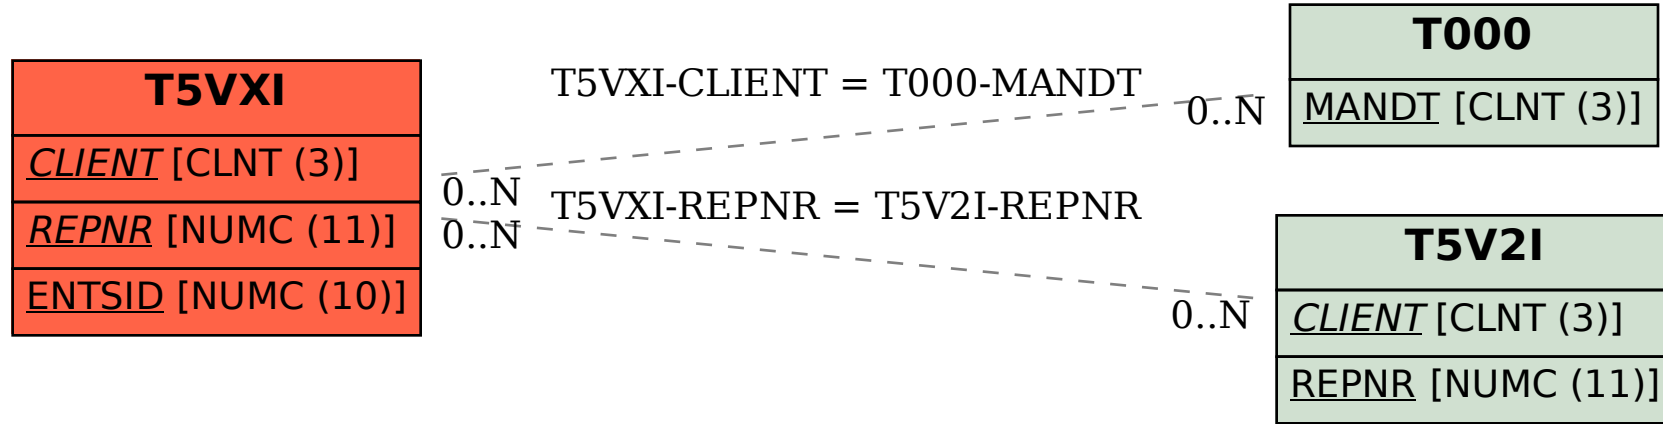 T5VXI
CLIENT [CLNT (3)]
REPNR [NUMC (11)]
ENTSID [NUMC (10)]
T5VXI-CLIENT = T000-MANDT
0..N
0..N
T5VXI-REPNR = T5V2I-REPNR
0..N
0..N
T000
MANDT [CLNT (3)]
T5V2I
CLIENT [CLNT (3)]
REPNR [NUMC (11)]